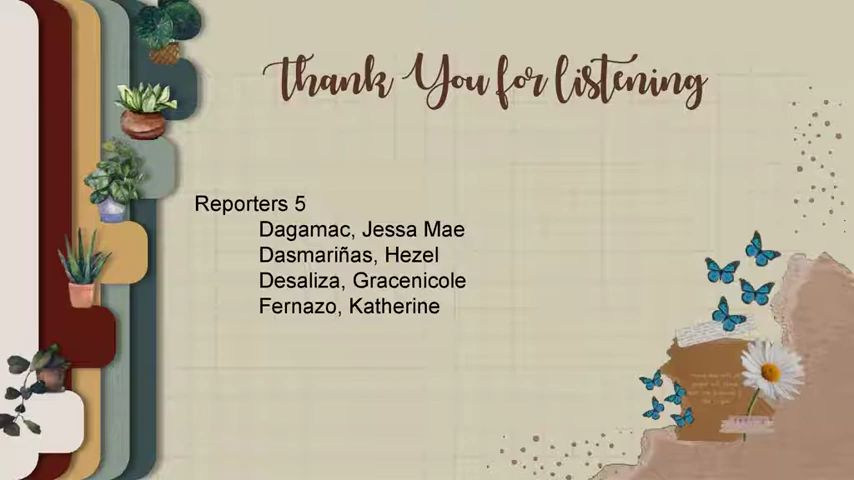 Thank You for listening
Reporters 5
Dagamac, Jessa Mae
Dasmariñas, Hezel
Desaliza, Gracenicole
Fernazo, Katherine